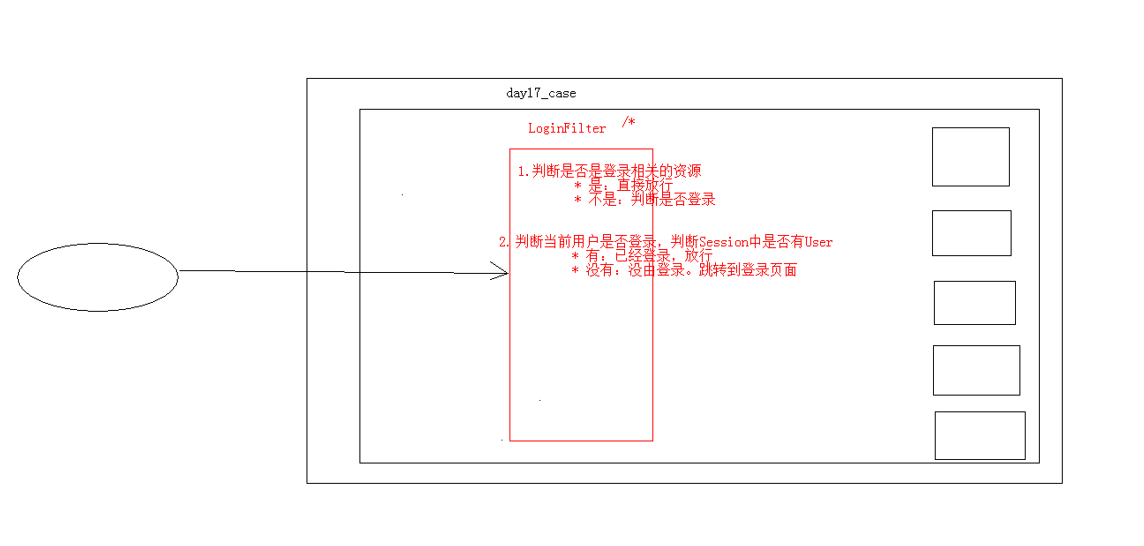 day17_case
LoginFilter /*
1.判断是否是登录相关的资源
* 是：直接放行
* 不是：判断是否登录
2.判断当前用户是否登录，判断Session中是否有User
* 有：已经登录，放行
* 没有：没由登录。跳转到登录页面